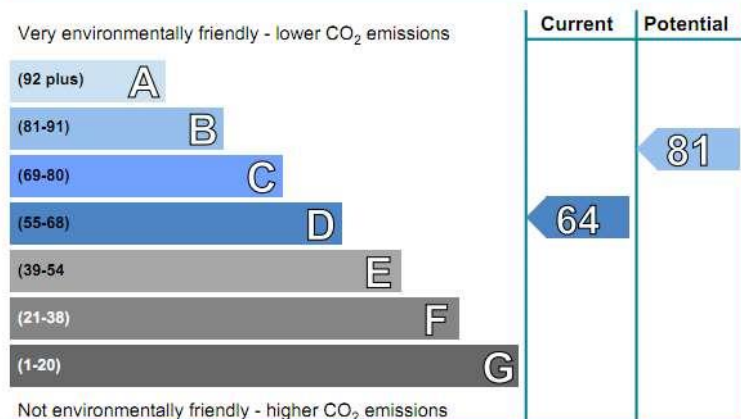 Current Potential
Very environmentally friendly - lower CO2 emissions
(92 plus) A
(81-91) B
81
(69-80) C
(55-68) D
64
(39-54 E
(21-38) F
(1-20) G
Not environmentally friendly - higher CO2 emissions